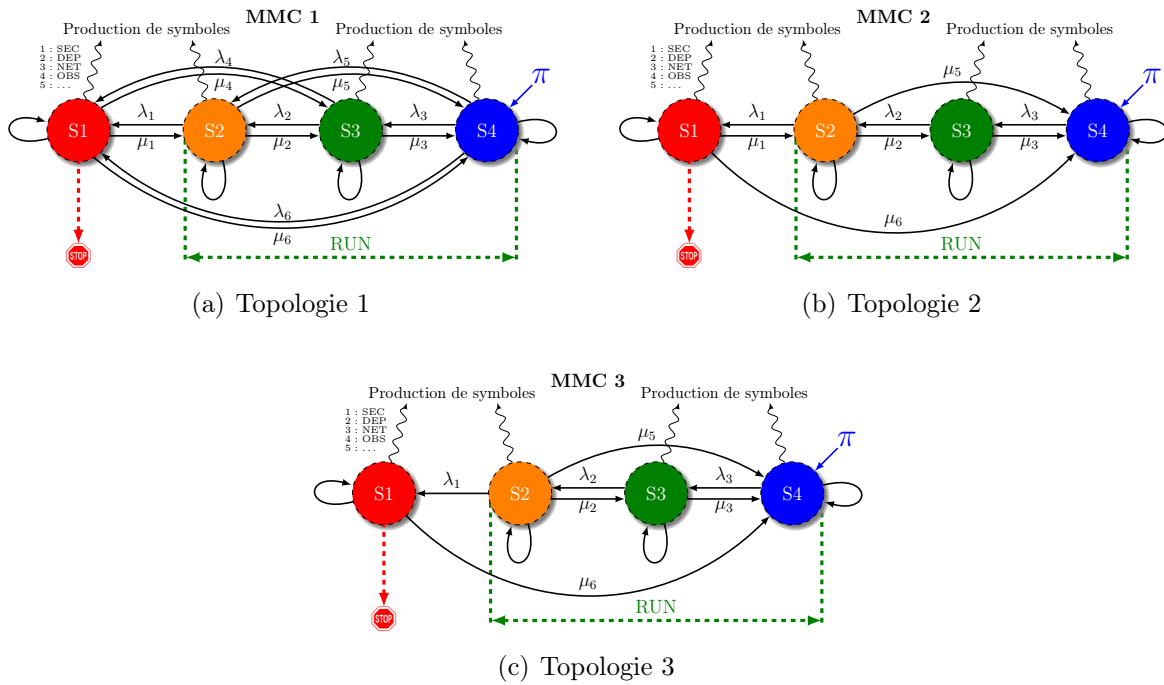 MMC 1
Production de symboles Production de symboles
1 : SEC
2 : DEP
3 : NET
4 : OBS
5 : ...
λ4 λ5
μ4 μ5
π
S1 λ1 S2 λ2 S3 λ3 S4
μ1 μ2 μ3
λ6
μ6
STOP
RUN
(a) Topologie 1
MMC 2
Production de symboles Production de symboles
1 : SEC
2 : DEP
3 : NET
4 : OBS
5 : ...
μ5
π
S1 λ1 S2 λ2 S3 λ3 S4
μ1 μ2 μ3
μ6
STOP
RUN
(b) Topologie 2
MMC 3
Production de symboles Production de symboles
1 : SEC
2 : DEP
3 : NET
4 : OBS
5 : ...
μ5
π
S1 λ1 S2 λ2 S3 λ3 S4
μ2 μ3
μ6
STOP
RUN
(c) Topologie 3